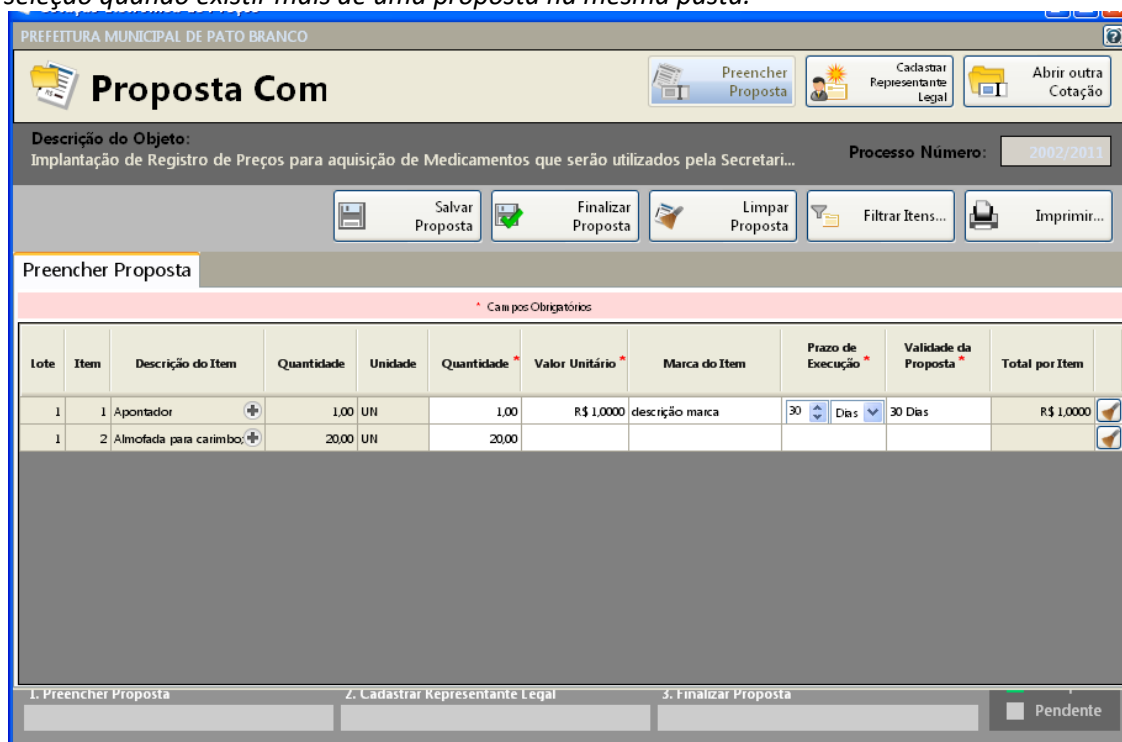 seleção quando existir mais de uma proposta na mesma pasta.
PREFEITURA MUNICIPAL DE PATO BRANCO
Proposta Com
Preencher
Proposta
Cadastrar
Representante
Legal
Abrir outra
Cotação
Descrição do Objeto:
Implantação de Registro de Preços para aquisição de Medicamentos que serão utilizados pela Secretari...
Processo Número: 2002/2011
Salvar
Proposta
Finalizar
Proposta
Limpar
Proposta
Filtrar Itens...
Imprimir...
Preencher Proposta
* Campos Obrigatórios
Lote Item Descrição do Item Quantidade Unidade Quantidade * Valor Unitário * Marca do Item Prazo de Execução * Validade da Proposta * Total por Item
1 1 Apontador 1,00 UN 1,00 R$ 1,0000 descrição marca 30 Dias 30 Dias R$ 1,0000
1 2 Almofada para carimbo; 20,00 UN 20,00
1. Preencher Proposta 2. Cadastrar Representante Legal 3. Finalizar Proposta
Pendente